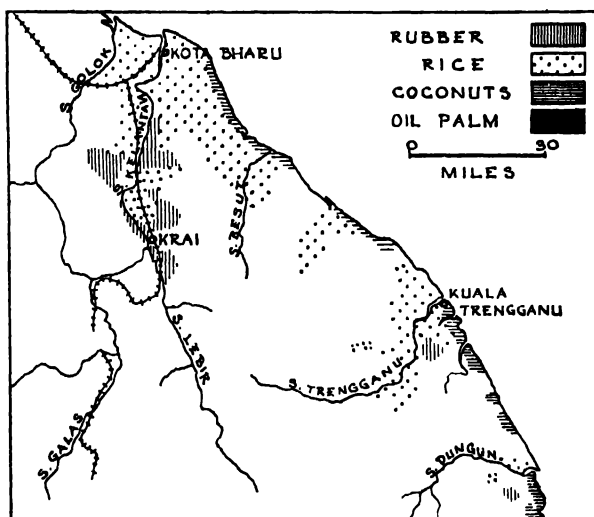 RUBBER
RICE
COCONUTS
OIL PALM
0 30
MILES
KOTA BHARU
S. GOLOK
S. KELANTAN
KRAI
S. BESUT
KUALA
TRENGGANU
S. LEBIR
S. TRENGGANU
S. GALAS
S. DUNGUN